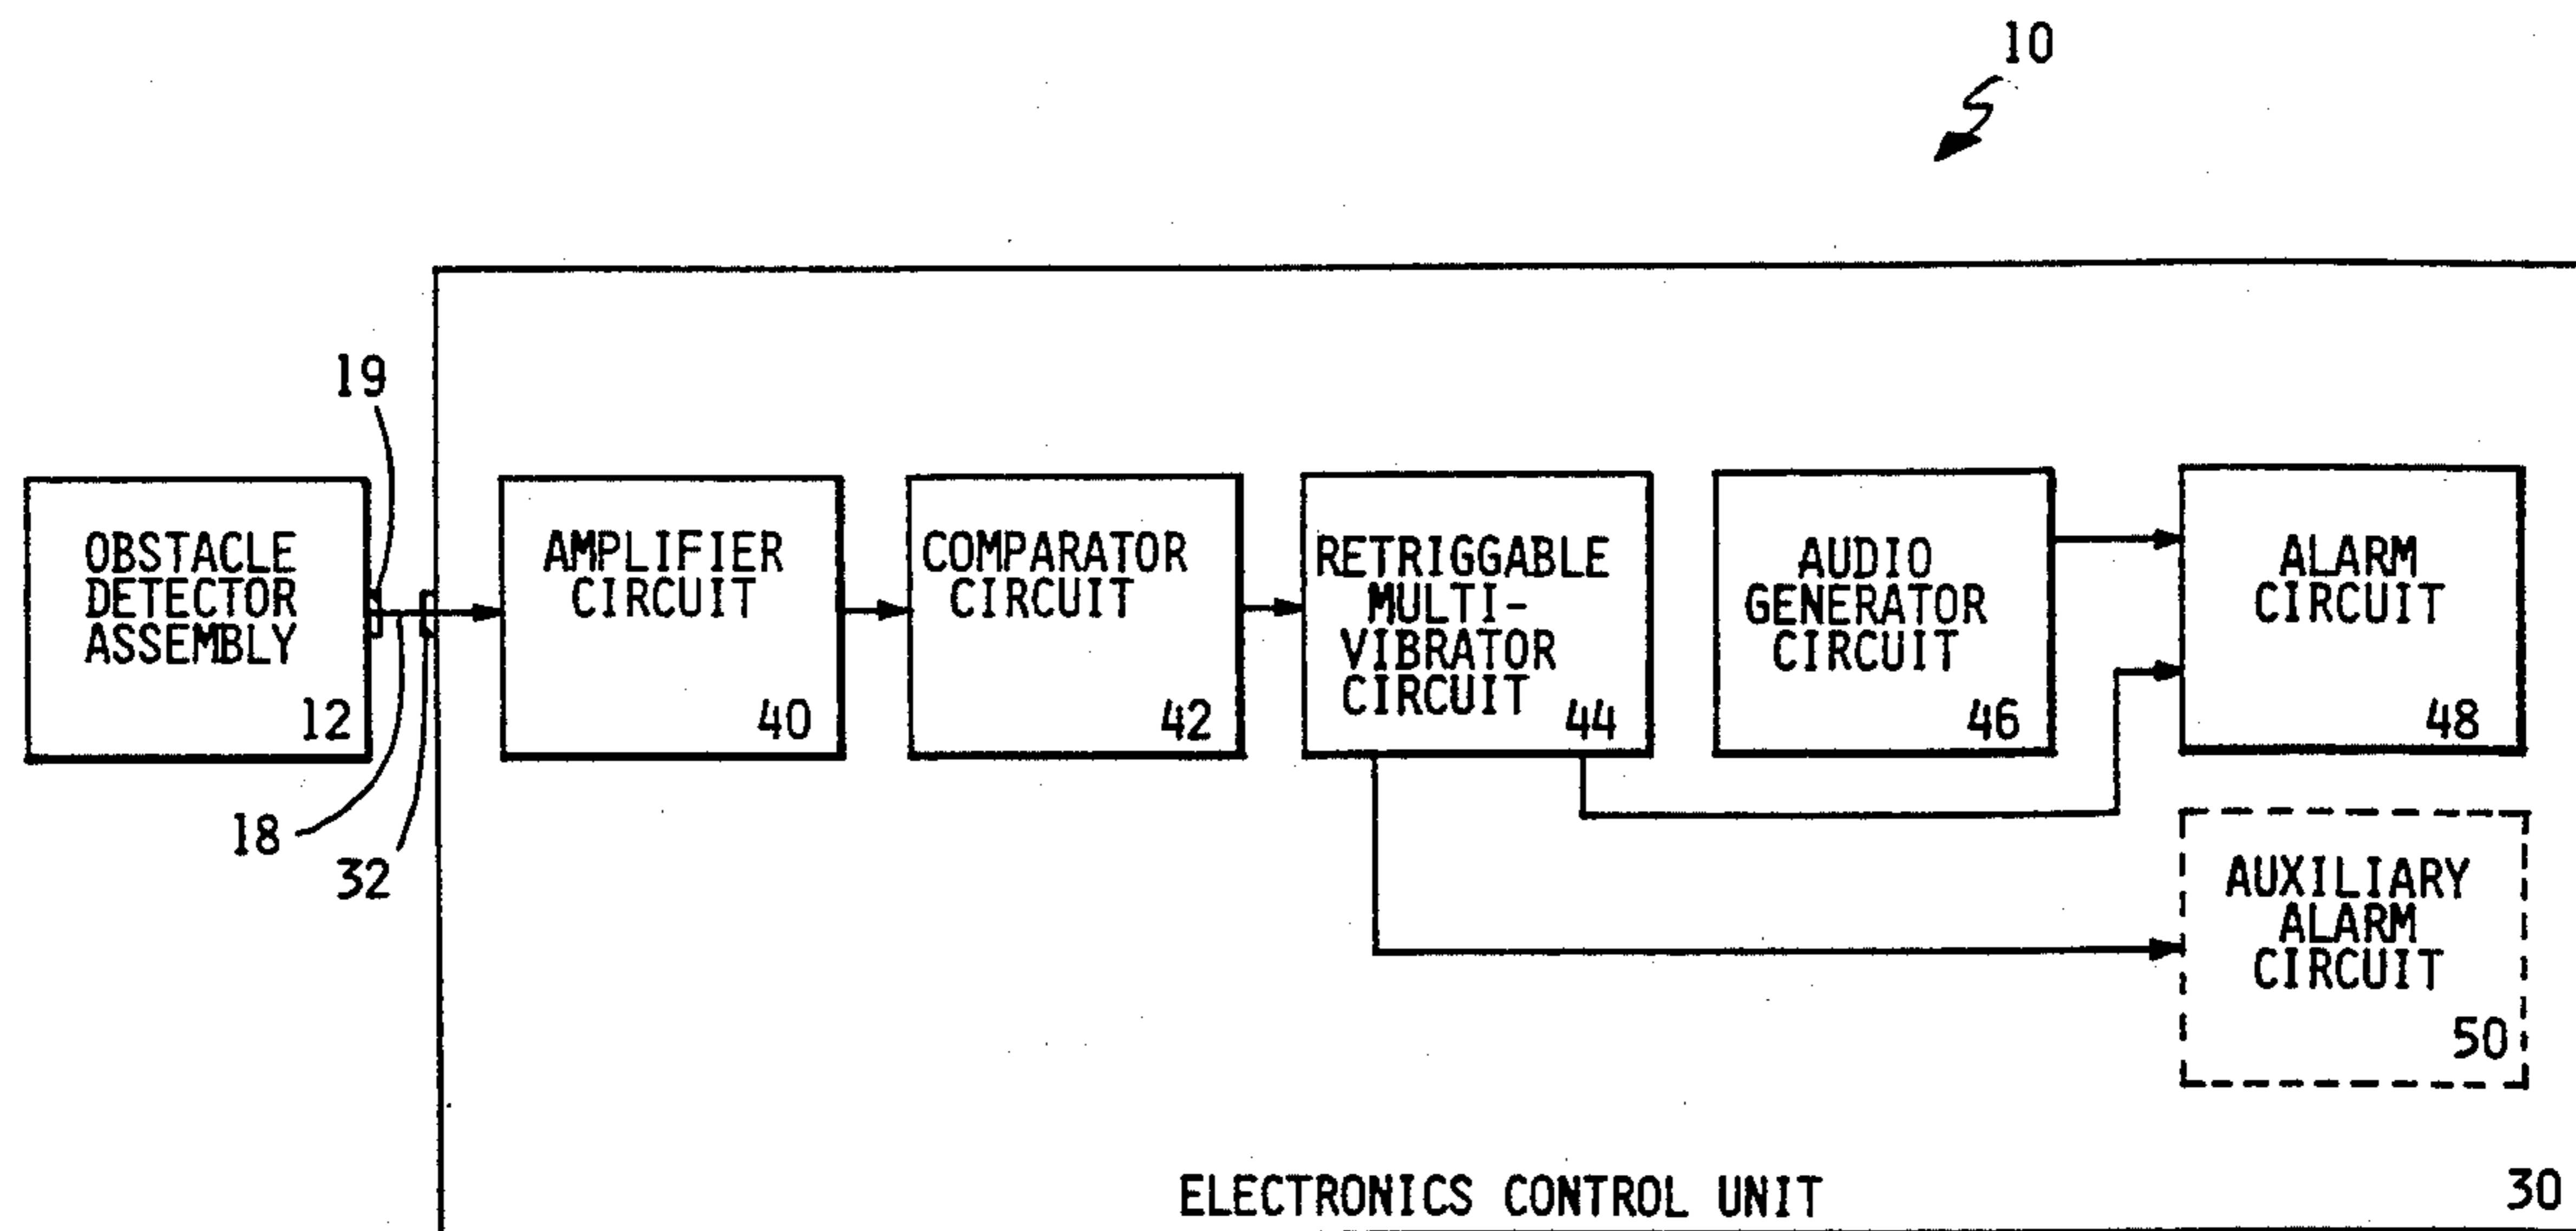 10
19
OBSTACLE
DETECTOR
ASSEMBLY
12
18
32
AMPLIFIER
CIRCUIT
40
COMPARATOR
CIRCUIT
42
RETRIGGABLE
MULTI-
VIBRATOR
CIRCUIT
44
AUDIO
GENERATOR
CIRCUIT
46
ALARM
CIRCUIT
48
AUXILIARY
ALARM
CIRCUIT
50
ELECTRONICS CONTROL UNIT
30